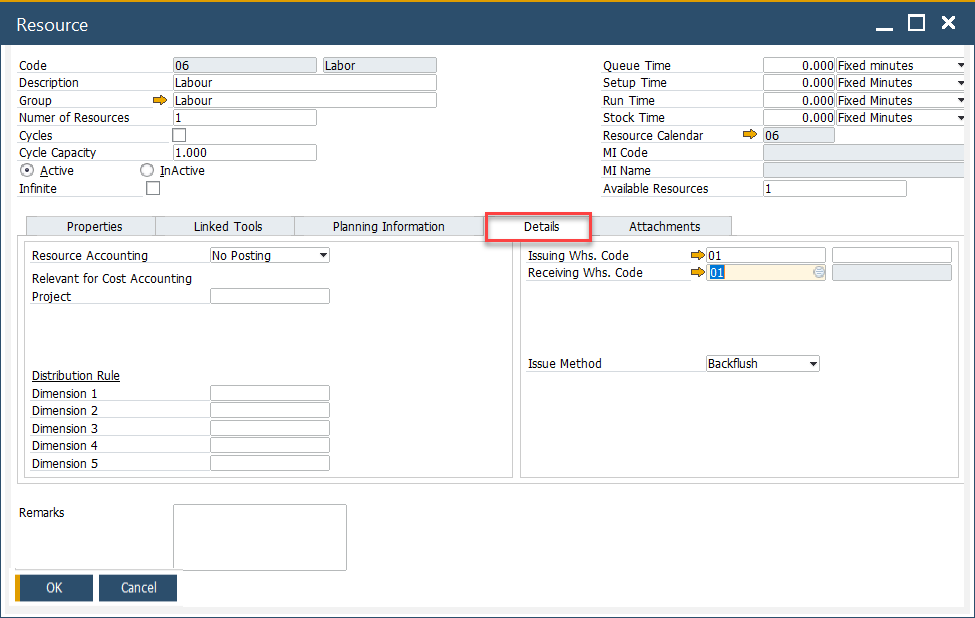 Resource
Code 06 Labor
Description Labour
Group Labour
Numer of Resources 1
Cycles
Cycle Capacity 1.000
Active InActive
Infinite
Queue Time 0.000 Fixed minutes
Setup Time 0.000 Fixed Minutes
Run Time 0.000 Fixed Minutes
Stock Time 0.000 Fixed Minutes
Resource Calendar 06
MI Code
MI Name
Available Resources 1
Properties Linked Tools Planning Information Details Attachments
Resource Accounting No Posting
Relevant for Cost Accounting
Project
Distribution Rule
Dimension 1
Dimension 2
Dimension 3
Dimension 4
Dimension 5
Issuing Whs. Code 01
Receiving Whs. Code 01
Issue Method Backflush
Remarks
OK Cancel